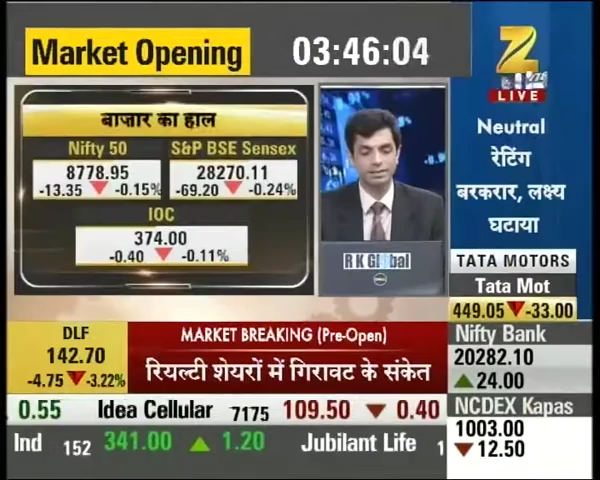 Market Opening
03:46:04
Z
LIVE
बाज़ार का हाल
Nifty 50
8778.95
-13.35 -0.15%
S&P BSE Sensex
28270.11
-69.20 -0.24%
IOC
374.00
-0.40 -0.11%
R K Global
DELL
Neutral
रेटिंग
बरकरार, लक्ष्य
घटाया
TATA MOTORS
Tata Mot
449.05 -33.00
DLF
142.70
-4.75 -3.22%
MARKET BREAKING (Pre-Open)
रियल्टी शेयरों में गिरावट के संकेत
Nifty Bank
20282.10
24.00
0.55 Idea Cellular 7175 109.50 0.40
NCDEX Kapas
1003.00
12.50
Ind 152 341.00 1.20 Jubilant Life 1